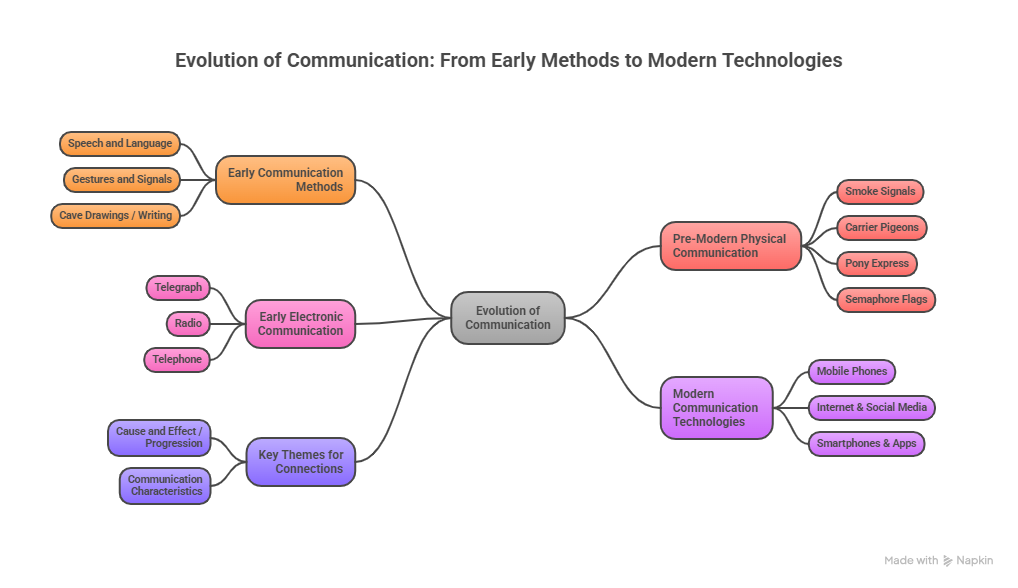 Evolution of Communication: From Early Methods to Modern Technologies
Speech and Language
Gestures and Signals
Cave Drawings / Writing
Early Communication
Methods
Telegraph
Radio
Telephone
Early Electronic
Communication
Cause and Effect /
Progression
Communication
Characteristics
Key Themes for
Connections
Evolution of
Communication
Pre-Modern Physical
Communication
Smoke Signals
Carrier Pigeons
Pony Express
Semaphore Flags
Modern
Communication
Technologies
Mobile Phones
Internet & Social Media
Smartphones & Apps
Made with Napkin